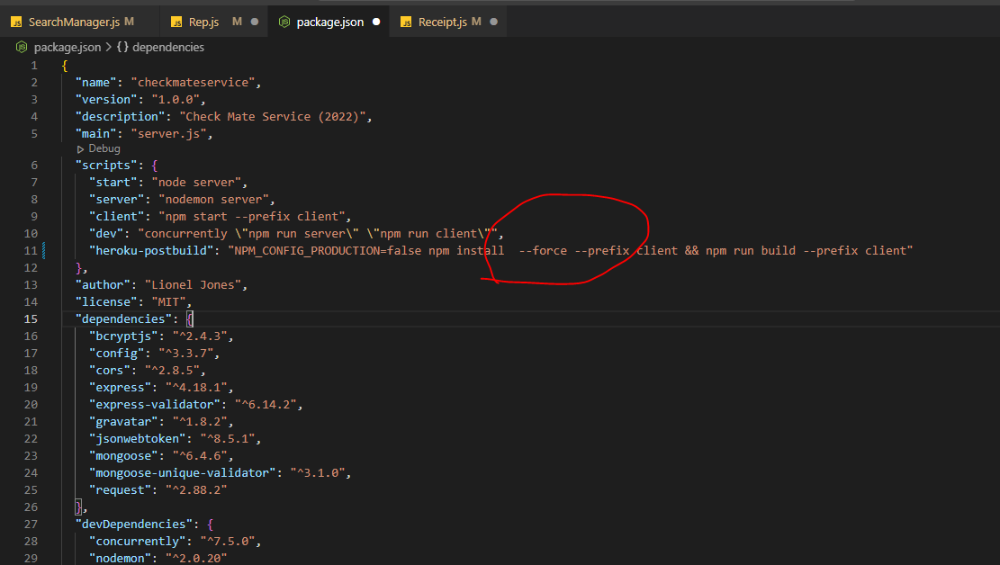 SearchManager.js M Rep.js M package.json Receipt.js M
package.json > {} dependencies
1 {
2 "name": "checkmateservice",
3 "version": "1.0.0",
4 "description": "Check Mate Service (2022)",
5 "main": "server.js",
Debug
6 "scripts": {
7 "start": "node server",
8 "server": "nodemon server",
9 "client": "npm start --prefix client",
10 "dev": "concurrently \"npm run server\" \"npm run client\"",
11 "heroku-postbuild": "NPM_CONFIG_PRODUCTION=false npm install  --force --prefix client && npm run build --prefix client"
12 },
13 "author": "Lionel Jones",
14 "license": "MIT",
15 "dependencies": {
16 "bcryptjs": "^2.4.3",
17 "config": "^3.3.7",
18 "cors": "^2.8.5",
19 "express": "^4.18.1",
20 "express-validator": "^6.14.2",
21 "gravatar": "^1.8.2",
22 "jsonwebtoken": "^8.5.1",
23 "mongoose": "^6.4.6",
24 "mongoose-unique-validator": "^3.1.0",
25 "request": "^2.88.2"
26 },
27 "devDependencies": {
28 "concurrently": "^7.5.0",
29 "nodemon": "^2.0.20"